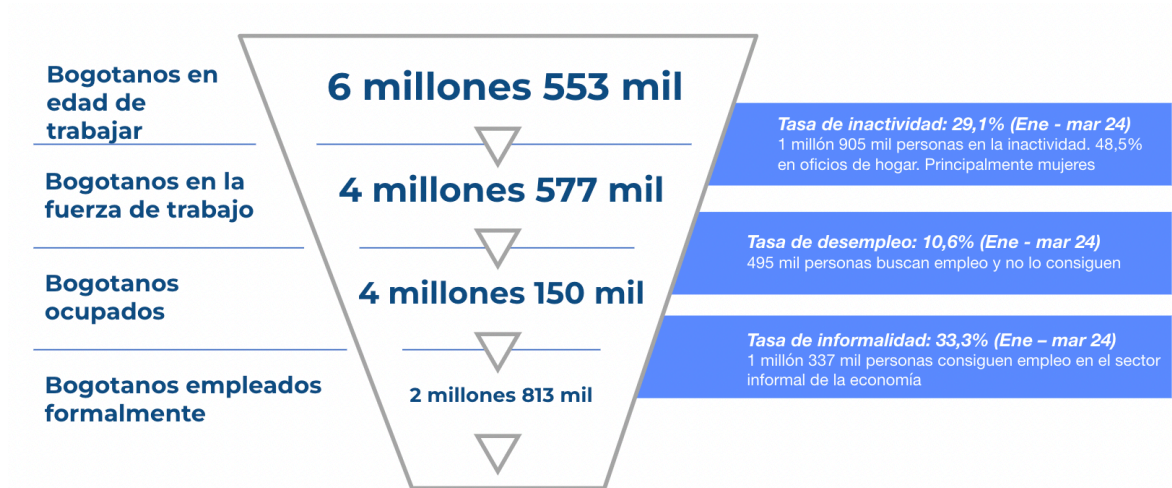 Bogotanos en
edad de
trabajar
6 millones 553 mil
Tasa de inactividad: 29,1% (Ene - mar 24)
1 millón 905 mil personas en la inactividad. 48,5%
en oficios de hogar. Principalmente mujeres
Bogotanos en la
fuerza de trabajo
4 millones 577 mil
Tasa de desempleo: 10,6% (Ene - mar 24)
495 mil personas buscan empleo y no lo consiguen
Bogotanos
ocupados
4 millones 150 mil
Tasa de informalidad: 33,3% (Ene – mar 24)
1 millón 337 mil personas consiguen empleo en el sector
informal de la economía
Bogotanos empleados
formalmente
2 millones 813 mil